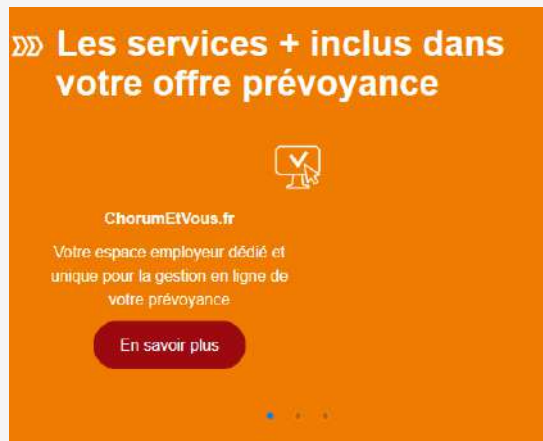 Les services + inclus dans
votre offre prévoyance
ChorumEtVous.fr
Votre espace employeur dédié et
unique pour la gestion en ligne de
votre prévoyance
En savoir plus